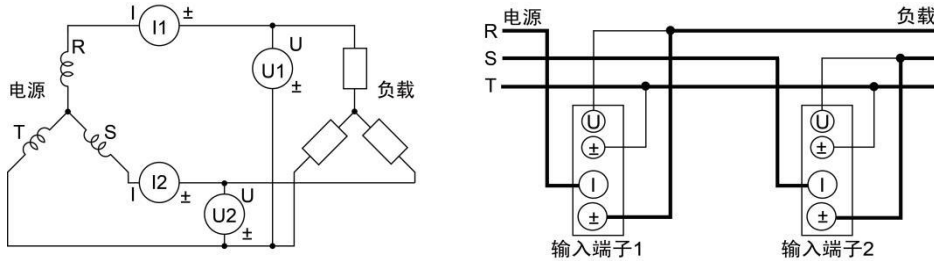 I I1 ± U
R U1 ±
电源 负载
T S
I I2 ± U
U2 ±
电源 负载
R
S
T
U U
± ±
I I
± ±
输入端子1 输入端子2